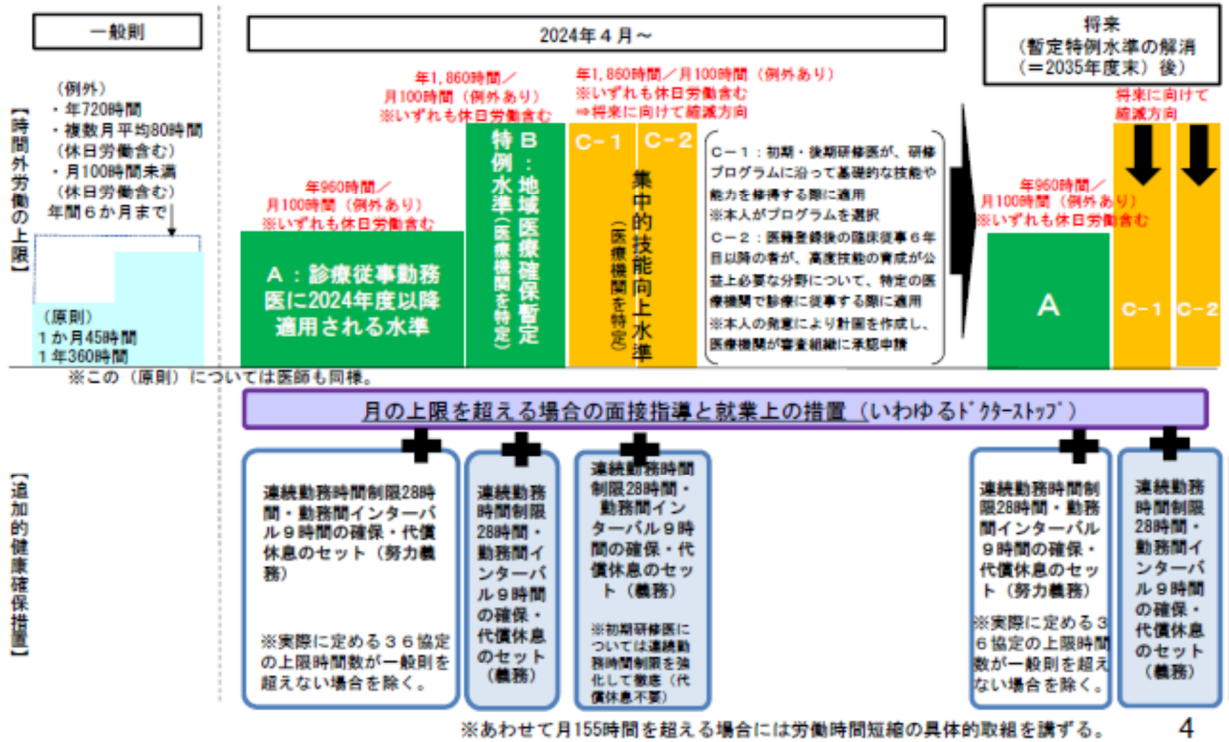 一般則
2024年4月~
将来
(暫定特例水準の解消
(=2035年度末)後)
【時間外労働の上限】
(例外)
・年720時間
・複数月平均80時間
(休日労働含む)
・月100時間未満
(休日労働含む)
年間6か月まで
(原則)
1か月45時間
1年360時間
※この(原則)については医師も同様。
年960時間/
月100時間(例外あり)
※いずれも休日労働含む
A:診療従事勤務
医に2024年度以降
適用される水準
年1,860時間/
月100時間(例外あり)
※いずれも休日労働含む
B:地域医療確保暫定
特例水準(医療機関を特定)
年1,860時間/月100時間(例外あり)
※いずれも休日労働含む
⇒将来に向けて縮減方向
C-1
C-2
集中的技能向上水準
(医療機関を特定)
C-1:初期・後期研修医が、研修
プログラムに沿って基礎的な技能や
能力を修得する際に適用
※本人がプログラムを選択
C-2:医籍登録後の臨床従事6年
目以降の者が、高度技能の育成が公
益上必要な分野について、特定の医
療機関で診療に従事する際に適用
※本人の発意により計画を作成し、
医療機関が審査組織に承認申請
年960時間/
月100時間(例外あり)
※いずれも休日労働含む
A
将来に向けて
縮減方向
C-1
C-2
月の上限を超える場合の面接指導と就業上の措置(いわゆるドクターストップ)
【追加的健康確保措置】
連続勤務時間制限28時
間・勤務間インターバ
ル9時間の確保・代償
休息のセット(努力義
務)
※実際に定める36協定
の上限時間数が一般則を
超えない場合を除く。
連続勤務
時間制限
28時間・
勤務間イ
ンターバ
ル9時間
の確保・
代償休息
のセット
(義務)
連続勤務時間
制限28時間・
勤務間イン
ターバル9時
間の確保・代
償休息のセッ
ト(義務)
※初期研修医に
ついては連続勤
務時間制限を強
化して徹底(代
償休息不要)
連続勤務時間制
限28時間・勤務
間インターバル
9時間の確保・
代償休息のセッ
ト(努力義務)
※実際に定める3
6協定の上限時間
数が一般則を超え
ない場合を除く。
連続勤務
時間制限
28時間・
勤務間イ
ンターバ
ル9時間
の確保・
代償休息
のセット
(義務)
※あわせて月155時間を超える場合には労働時間短縮の具体的取組を講ずる。
4